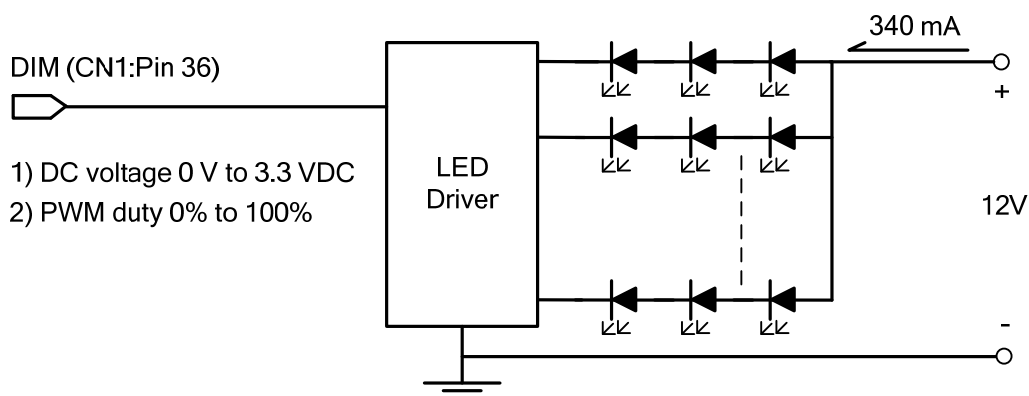 340 mA
DIM (CN1:Pin 36)
+
1) DC voltage 0 V to 3.3 VDC
2) PWM duty 0% to 100%
LED
Driver
12V
-